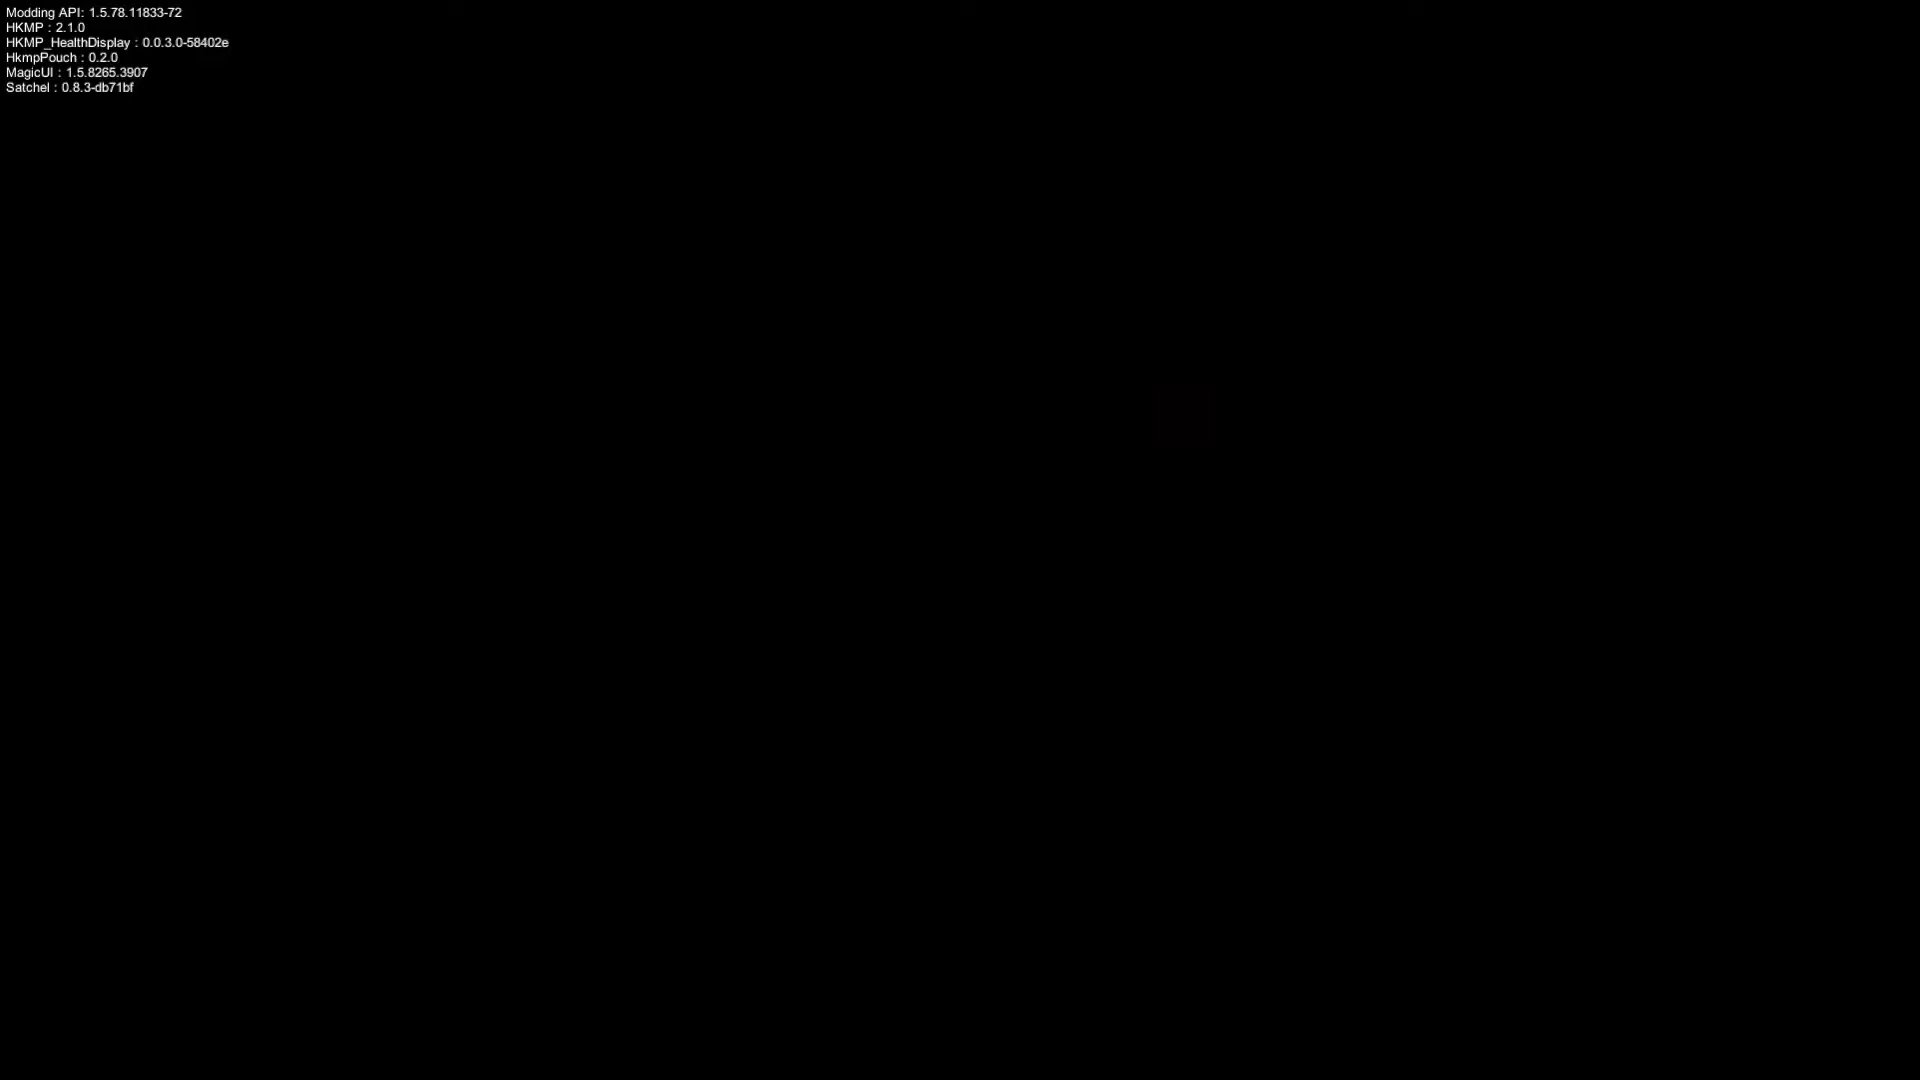 Modding API: 1.5.78.11833-72
HKMP : 2.1.0
HKMP_HealthDisplay : 0.0.3.0-58402e
HkmpPouch : 0.2.0
MagicUI : 1.5.8265.3907
Satchel : 0.8.3-db71bf